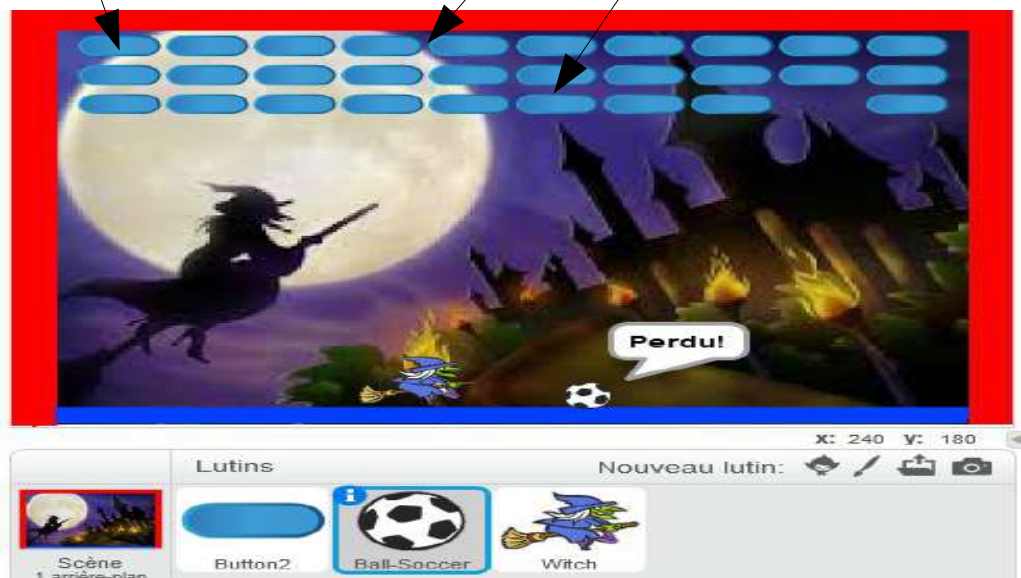 Perdu!
x: 240 y: 180
Lutins
Nouveau lutin:
Scène
1 arrière-plan
Button2
Ball-Soccer
Witch